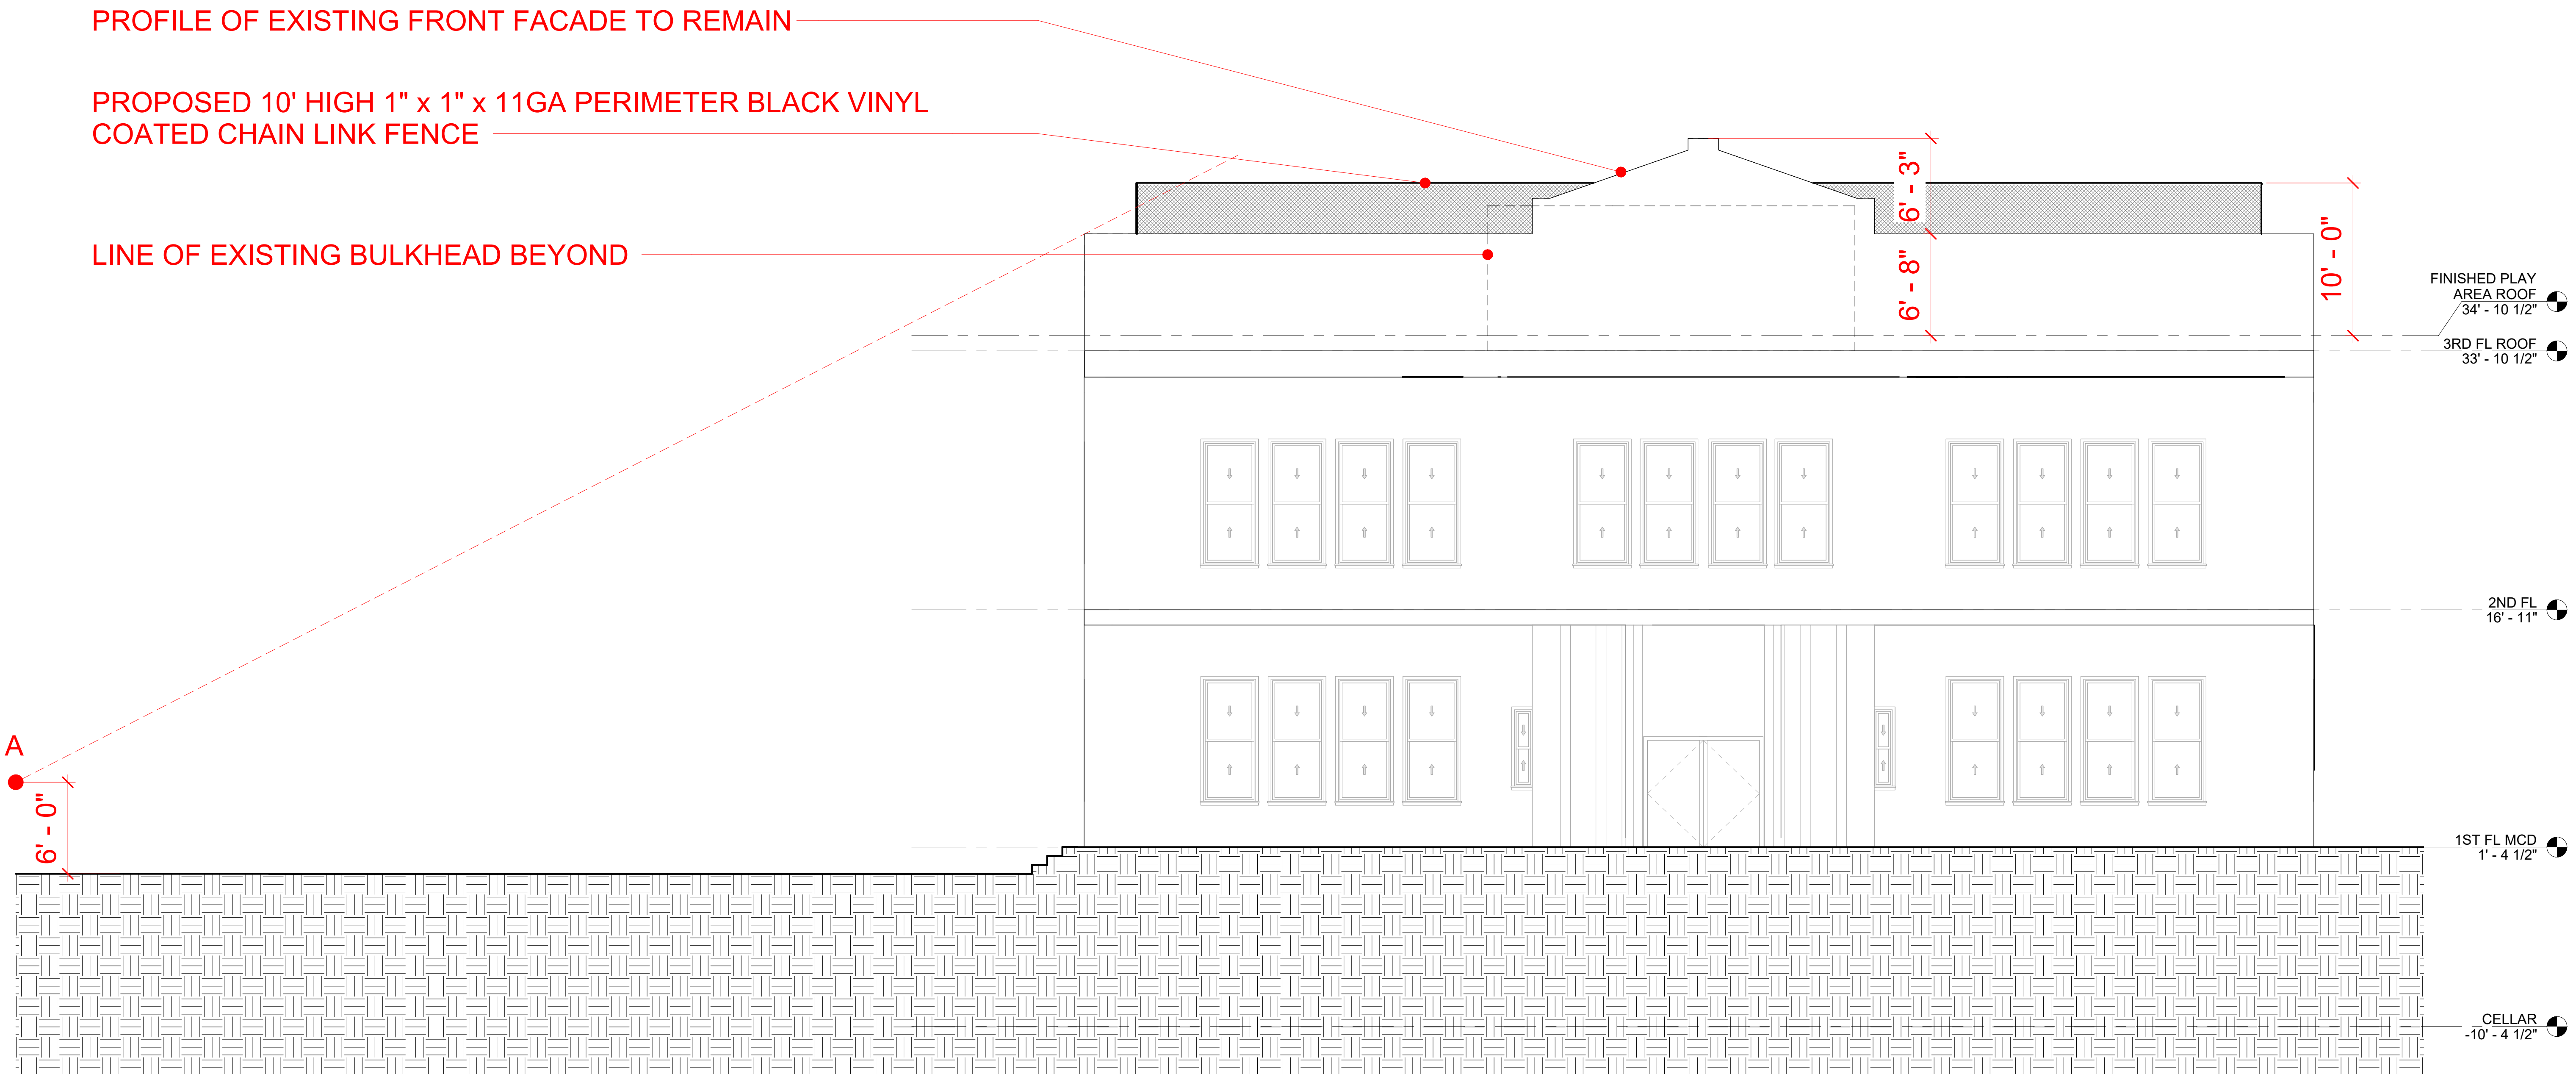 PROFILE OF EXISTING FRONT FACADE TO REMAIN
PROPOSED 10' HIGH 1" x 1" x 11GA PERIMETER BLACK VINYL
COATED CHAIN LINK FENCE
LINE OF EXISTING BULKHEAD BEYOND
6' - 3"
6' - 8"
10' - 0"
FINISHED PLAY
AREA ROOF
34' - 10 1/2"
3RD FL ROOF
33' - 10 1/2"
2ND FL
16' - 11"
A
6' - 0"
1ST FL MCD
1' - 4 1/2"
CELLAR
-10' - 4 1/2"